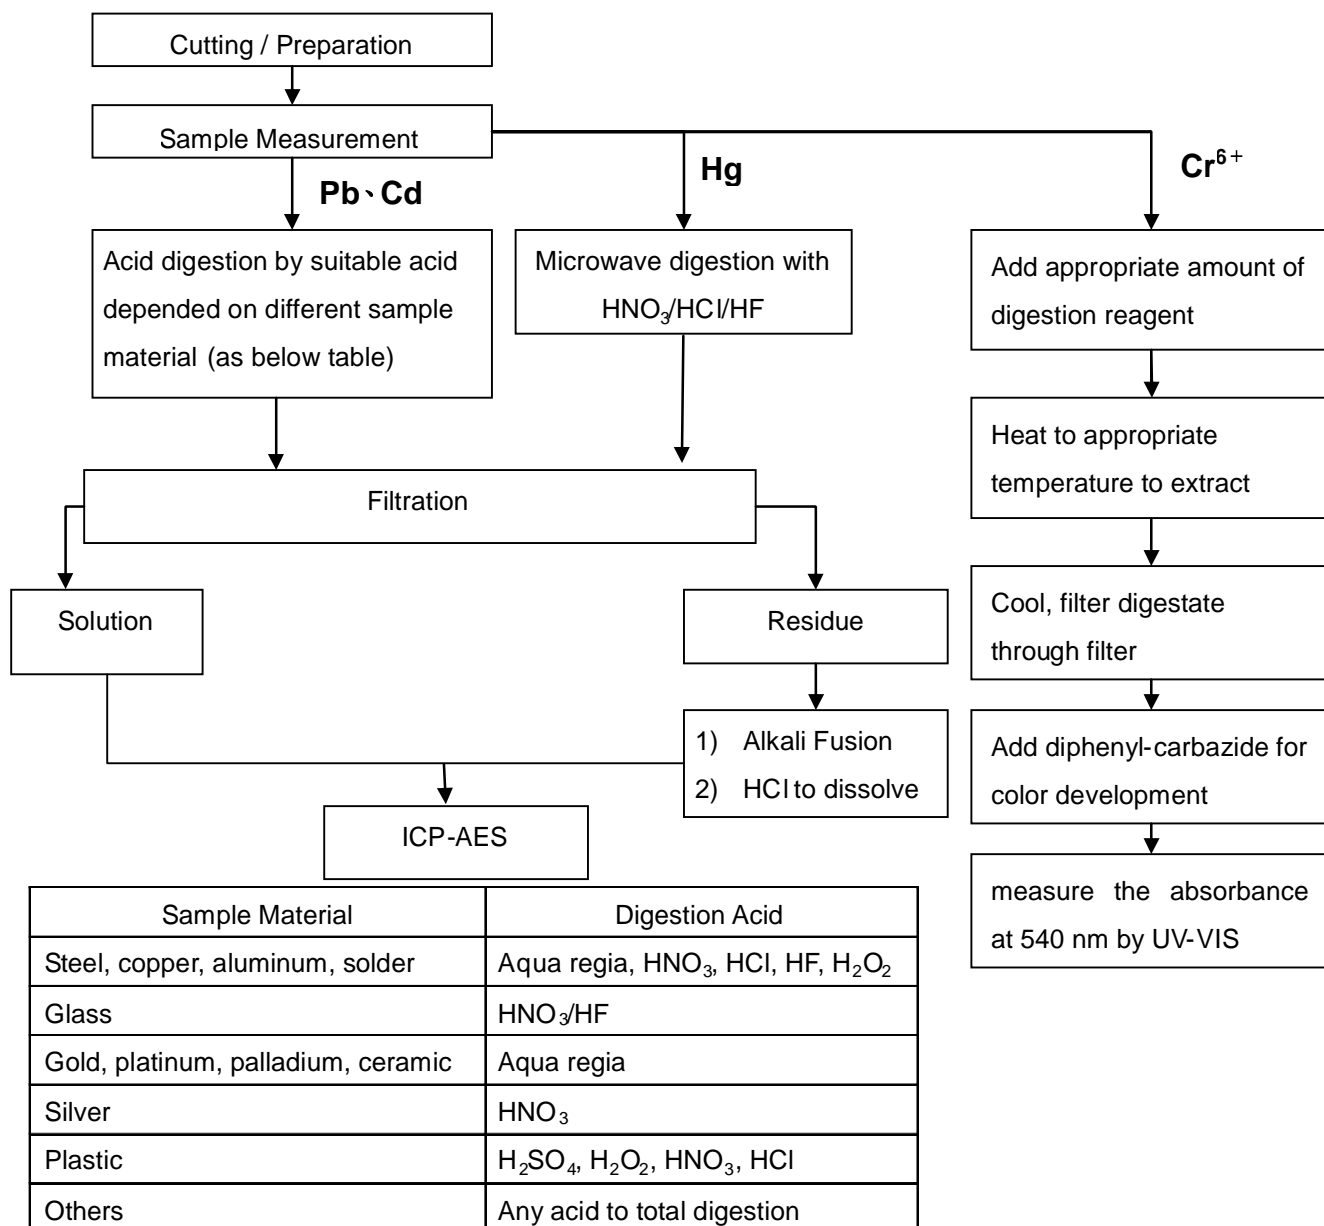 Cutting / Preparation
Sample Measurement
Pb、Cd
Hg
Cr⁶⁺
Acid digestion by suitable acid
depended on different sample
material (as below table)
Microwave digestion with
HNO₃/HCl/HF
Add appropriate amount of
digestion reagent
Heat to appropriate
temperature to extract
Filtration
Solution
Residue
Cool, filter digestate
through filter
1) Alkali Fusion
2) HCl to dissolve
Add diphenyl-carbazide for
color development
ICP-AES
measure the absorbance
at 540 nm by UV-VIS
Sample Material Digestion Acid
Steel, copper, aluminum, solder Aqua regia, HNO₃, HCl, HF, H₂O₂
Glass HNO₃/HF
Gold, platinum, palladium, ceramic Aqua regia
Silver HNO₃
Plastic H₂SO₄, H₂O₂, HNO₃, HCl
Others Any acid to total digestion